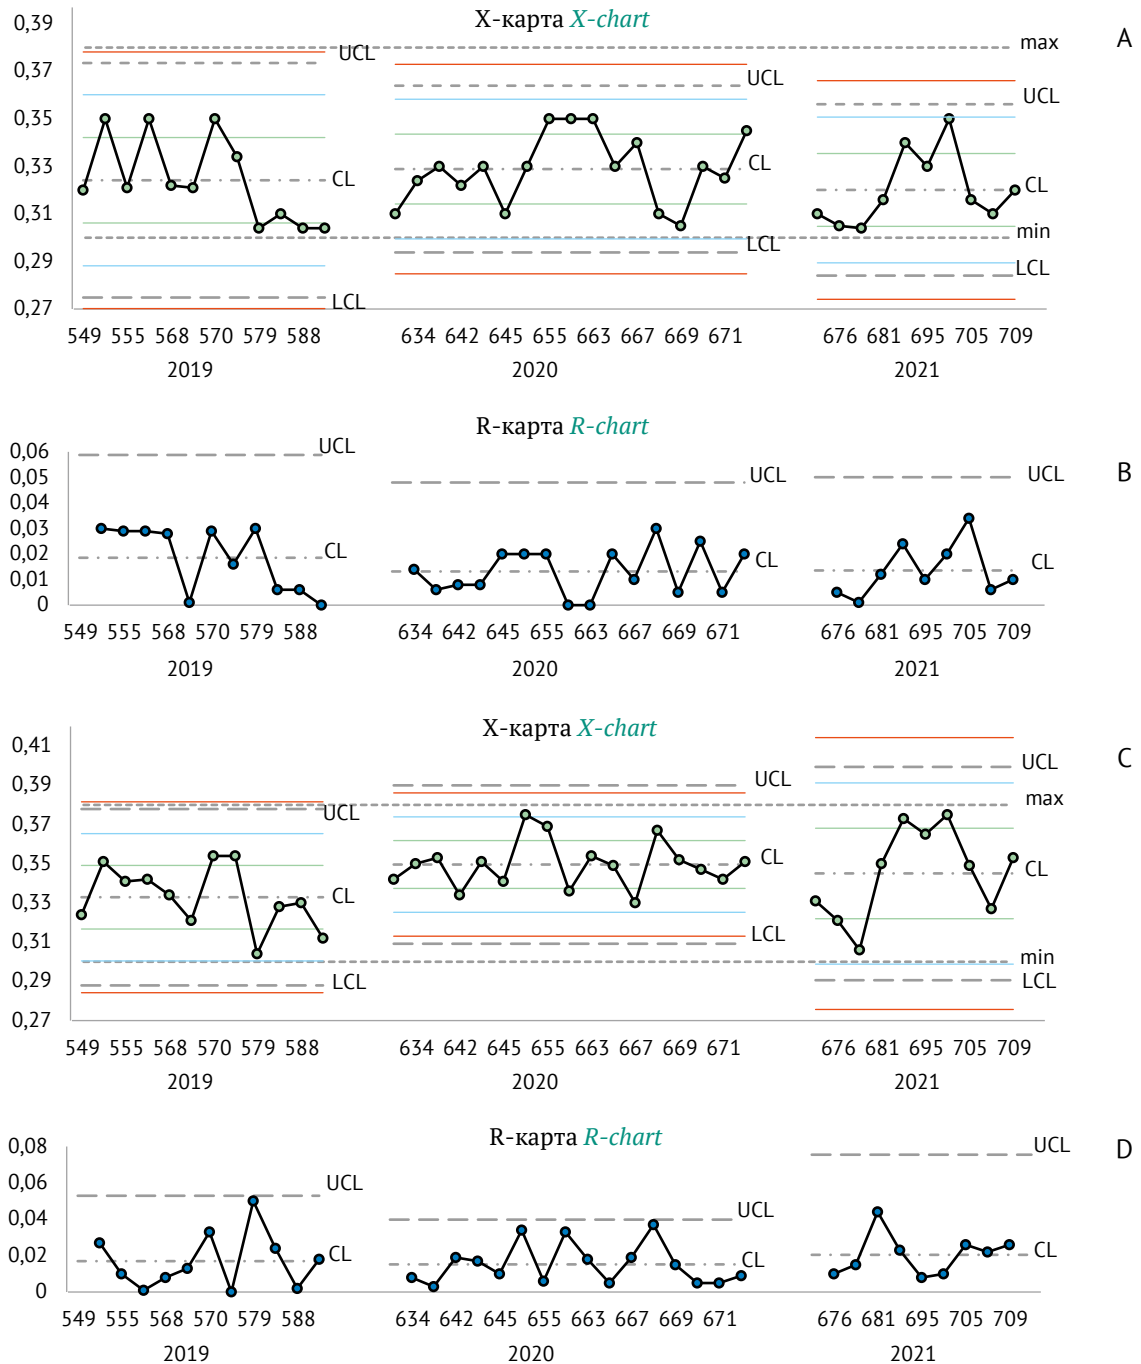 X-карта X-chart
A
0,39
0,37
0,35
0,33
0,31
0,29
0,27
max
UCL
UCL
UCL
CL
CL
CL
min
LCL
LCL
LCL
549 555 568 570 579 588 634 642 645 655 663 667 669 671 676 681 695 705 709
2019 2020 2021
R-карта R-chart
B
0,06
0,05
0,04
0,03
0,02
0,01
0
UCL
UCL
UCL
CL
CL
CL
549 555 568 570 579 588 634 642 645 655 663 667 669 671 676 681 695 705 709
2019 2020 2021
X-карта X-chart
C
0,41
0,39
0,37
0,35
0,33
0,31
0,29
0,27
UCL
UCL
UCL
max
CL
CL
CL
LCL
min
LCL
LCL
549 555 568 570 579 588 634 642 645 655 663 667 669 671 676 681 695 705 709
2019 2020 2021
R-карта R-chart
D
0,08
0,06
0,04
0,02
0
UCL
UCL
UCL
CL
CL
CL
549 555 568 570 579 588 634 642 645 655 663 667 669 671 676 681 695 705 709
2019 2020 2021